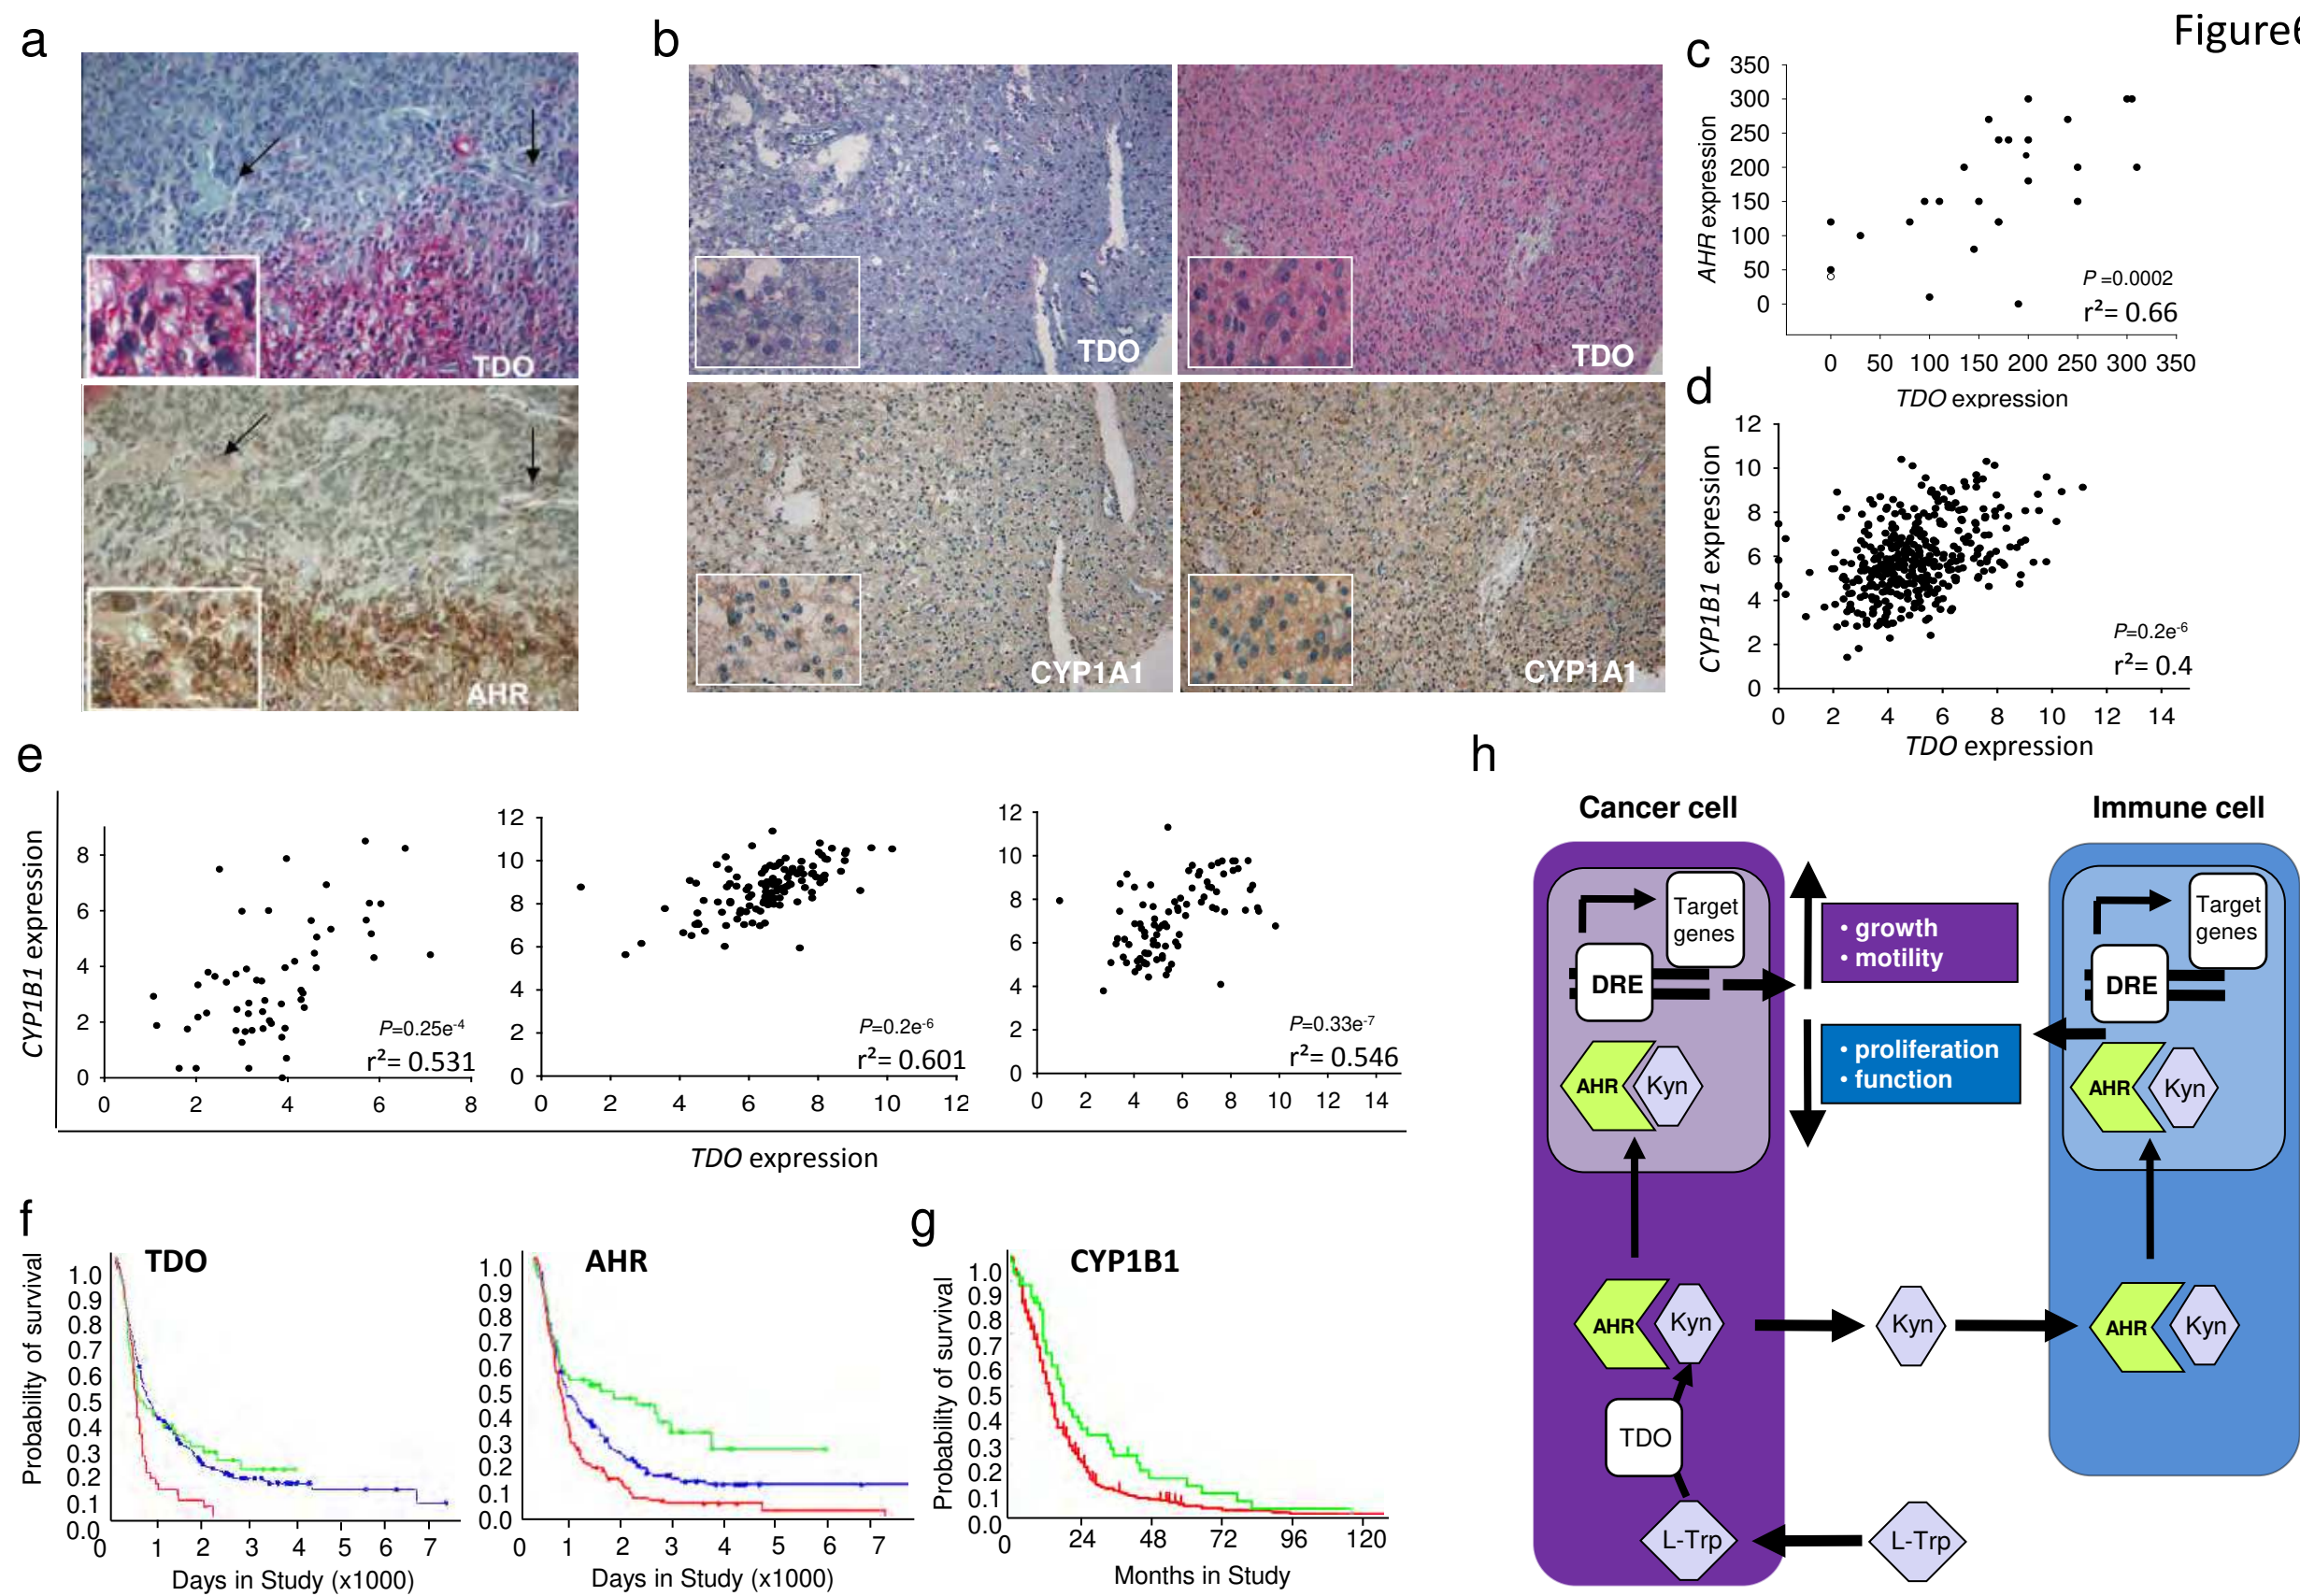 Figure6
a
TDO
AHR
b
TDO
TDO
CYP1A1
CYP1A1
c
AHR expression
350
300
250
200
150
100
50
0
P =0.0002
r²= 0.66
0 50 100 150 200 250 300 350
TDO expression
d
CYP1B1 expression
12
10
8
6
4
2
0
P=0.2e-6
r²= 0.4
0 2 4 6 8 10 12 14
TDO expression
e
CYP1B1 expression
8
6
4
2
0
P=0.25e-4
r²= 0.531
0 2 4 6 8
12
10
8
6
4
2
0
P=0.2e-6
r²= 0.601
0 2 4 6 8 10 12
12
10
8
6
4
2
0
P=0.33e-7
r²= 0.546
0 2 4 6 8 10 12 14
TDO expression
f
Probability of survival
TDO
1.0
0.9
0.8
0.7
0.6
0.5
0.4
0.3
0.2
0.1
0.0
0 1 2 3 4 5 6 7
Days in Study (x1000)
AHR
1.0
0.9
0.8
0.7
0.6
0.5
0.4
0.3
0.2
0.1
0.0
0 1 2 3 4 5 6 7
Days in Study (x1000)
g
Probability of survival
CYP1B1
1.0
0.9
0.8
0.7
0.6
0.5
0.4
0.3
0.2
0.1
0.0
0 24 48 72 96 120
Months in Study
h
Cancer cell
Immune cell
Target
genes
DRE
AHR
Kyn
• growth
• motility
• proliferation
• function
Target
genes
DRE
AHR
Kyn
AHR
Kyn
Kyn
AHR
Kyn
TDO
L-Trp
L-Trp